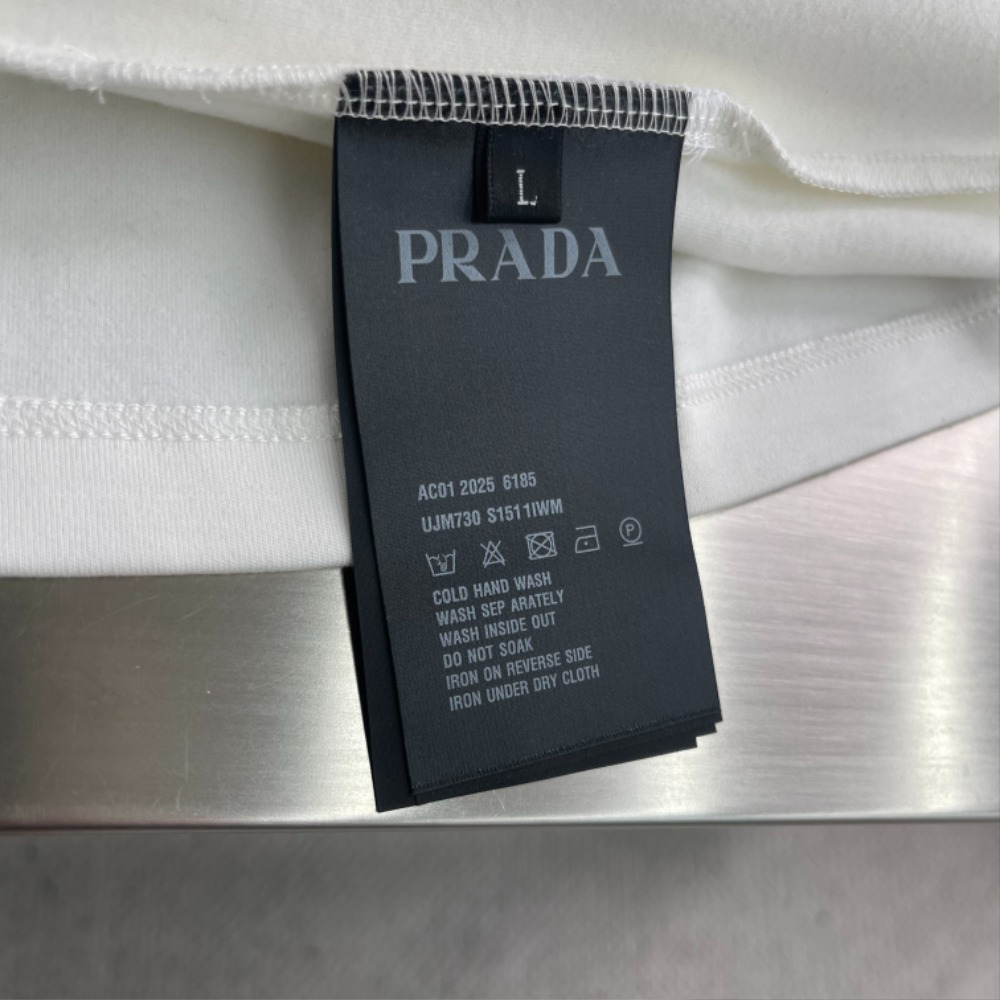 L
PRADA
AC01 2025 6185
UJM730 S1511IWM
P
COLD HAND WASH
WASH SEP ARATELY
WASH INSIDE OUT
DO NOT SOAK
IRON ON REVERSE SIDE
IRON UNDER DRY CLOTH